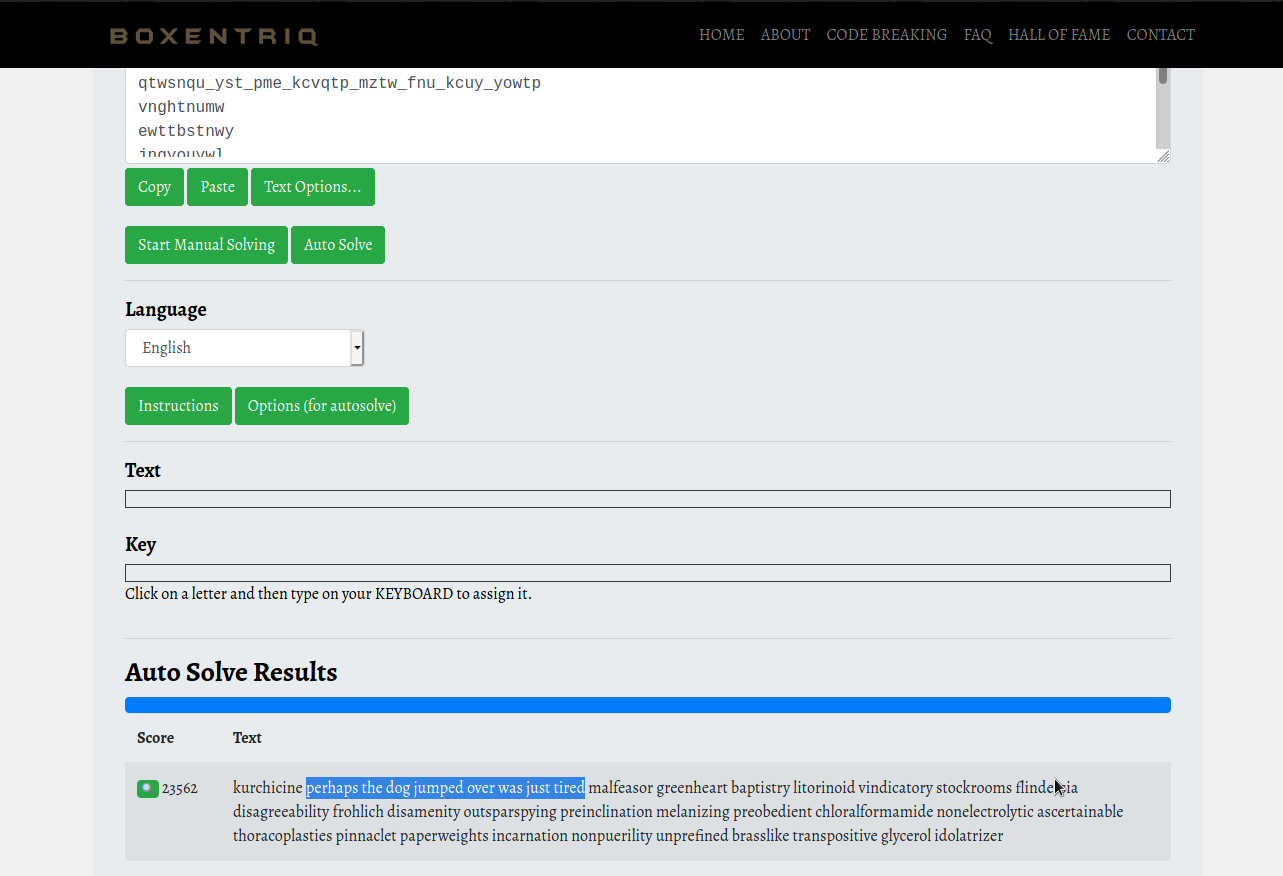 BOXENTRIQ
HOME ABOUT CODE BREAKING FAQ HALL OF FAME CONTACT
qtwsnqu_yst_pme_kcvqtp_mztw_fnu_kcuy_yowtp
vnghtnumw
ewttbstnwy
Copy Paste Text Options...
Start Manual Solving Auto Solve
Language
English
Instructions Options (for autosolve)
Text
Key
Click on a letter and then type on your KEYBOARD to assign it.
Auto Solve Results
Score Text
23562 kurchicine perhaps the dog jumped over was just tired malfeasor greenheart baptistry litorinoid vindicatory stockrooms
disagreeability frohlich disamenity outsparspying preinclination melanizing preobedient chloralformamide nonelectrolytic ascertainable
thoracoplasties pinnaclet paperweights incarnation nonpuerility unprefined brasslike transpositive glycerol idolatrizer